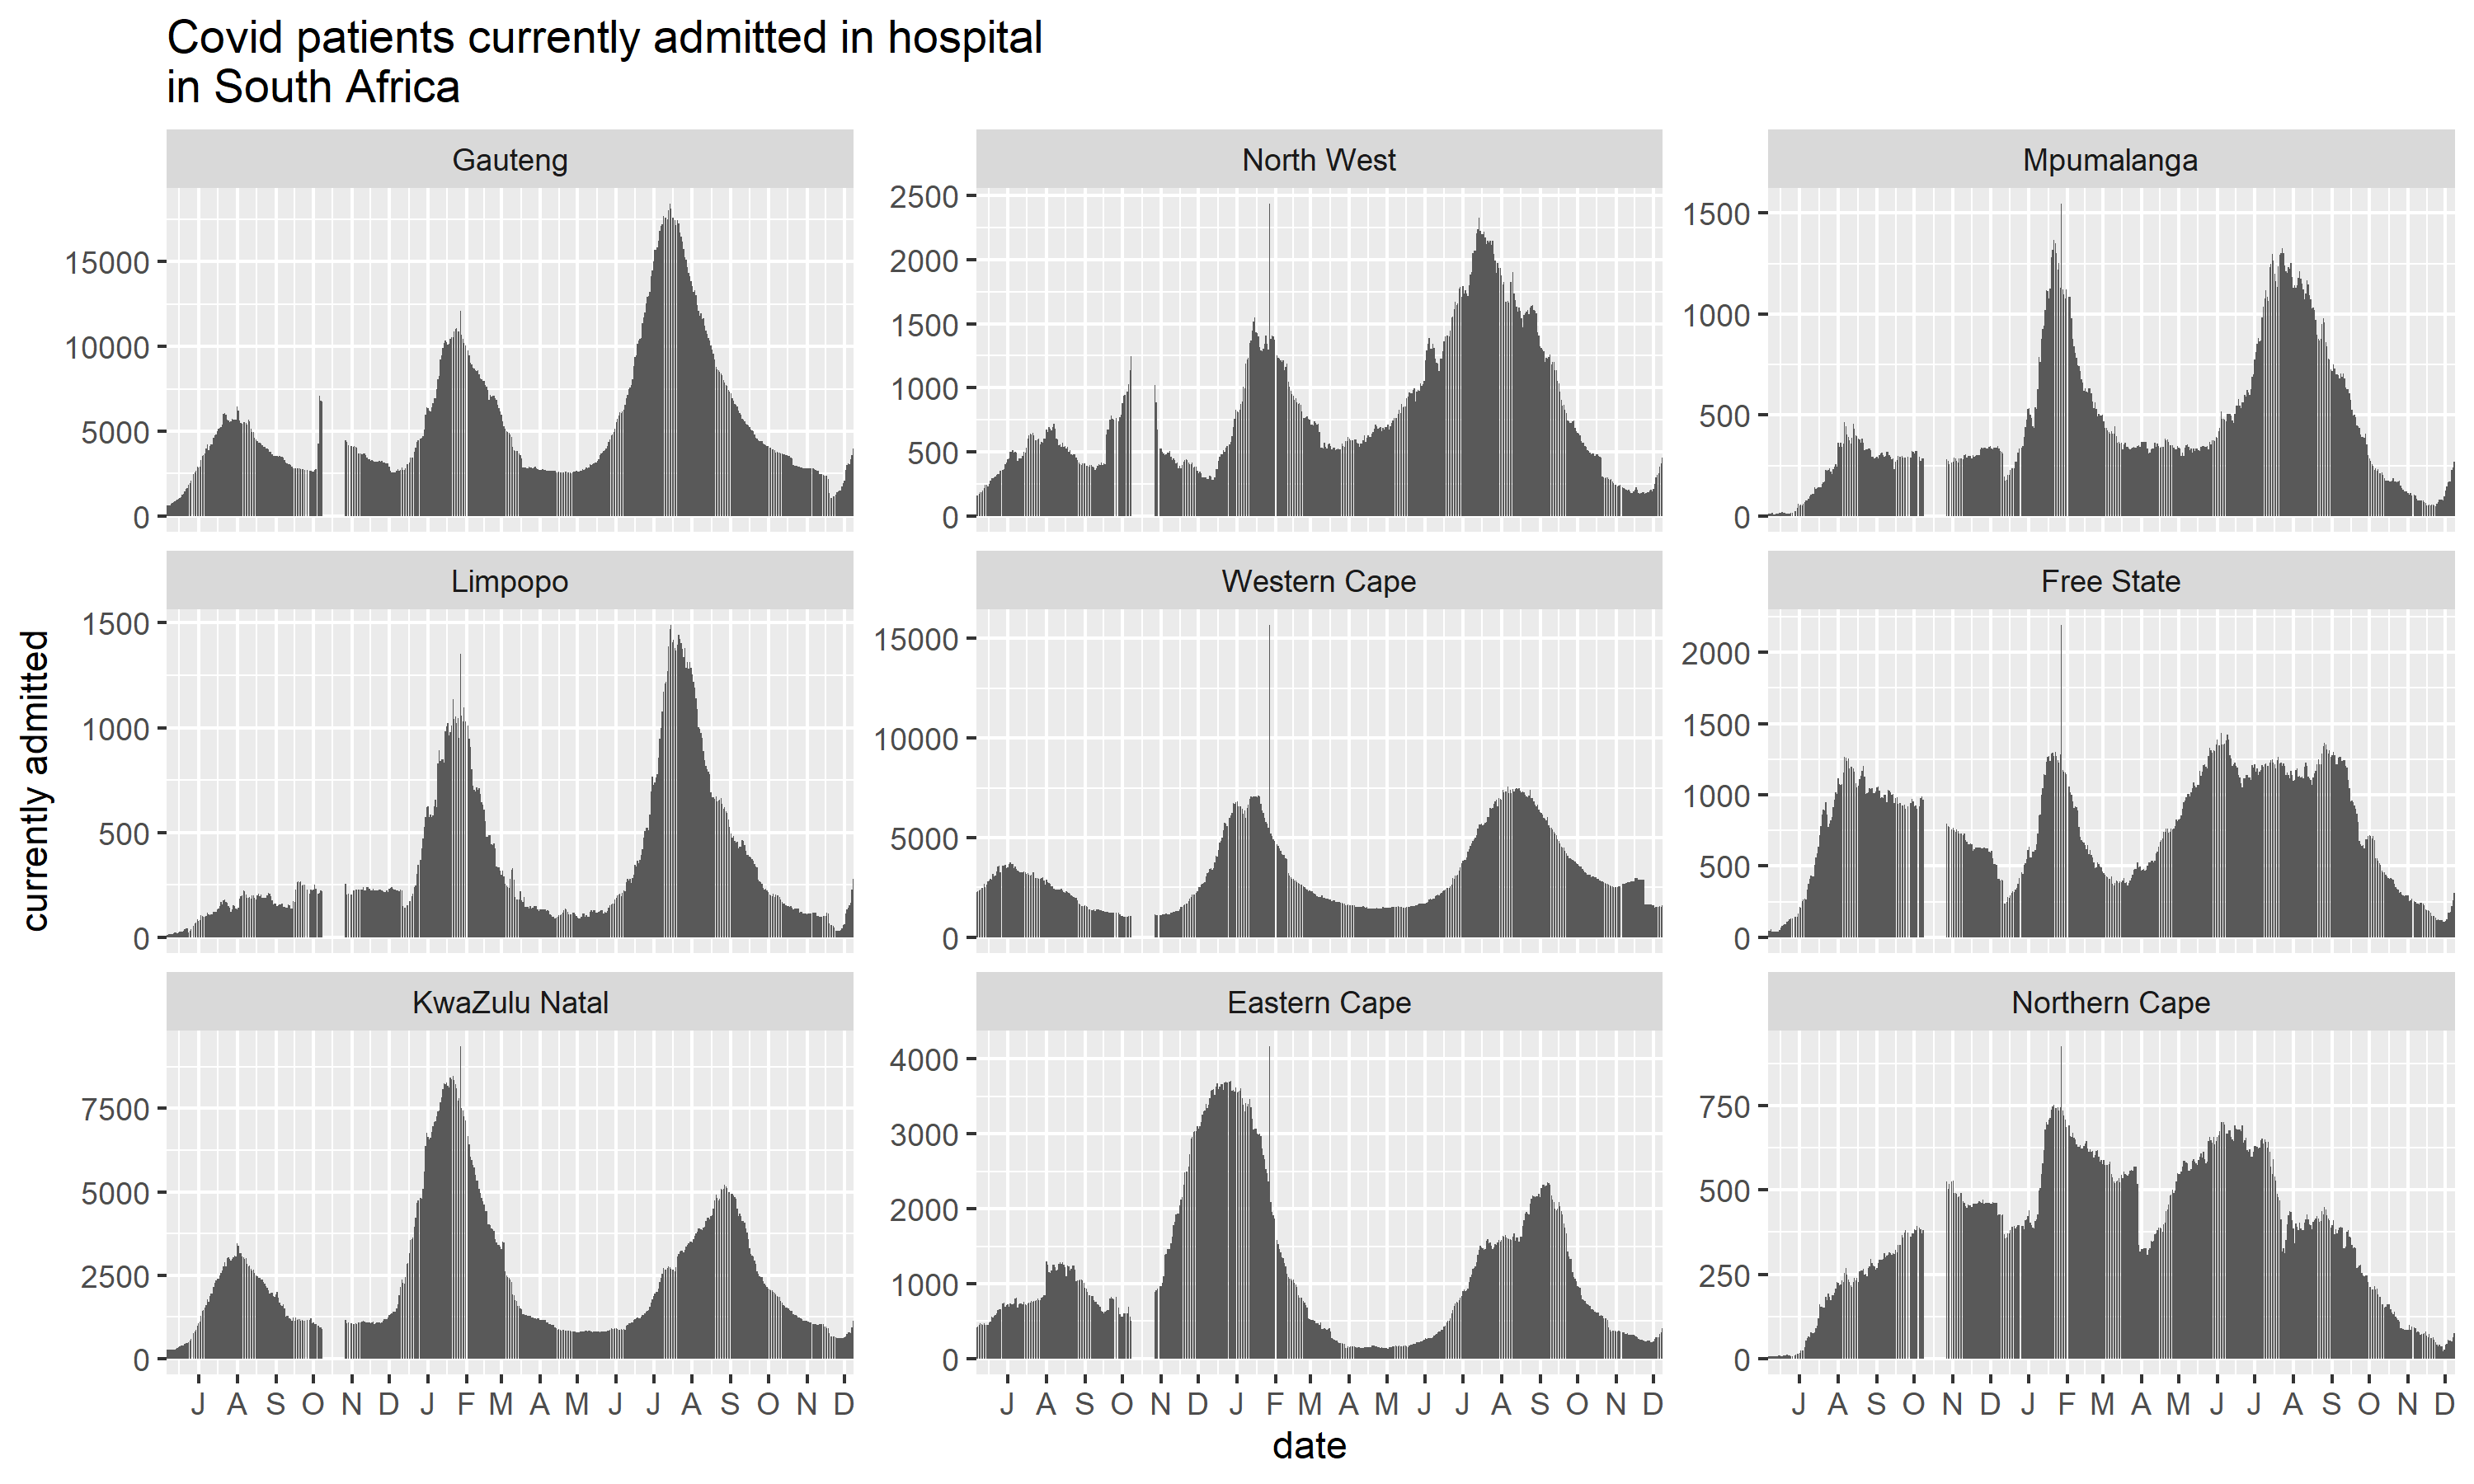 Covid patients currently admitted in hospital
in South Africa
Gauteng
North West
Mpumalanga
15000
10000
5000
0
2500
2000
1500
1000
500
0
1500
1000
500
0
Limpopo
Western Cape
Free State
currently admitted
1500
1000
500
0
15000
10000
5000
0
2000
1500
1000
500
0
KwaZulu Natal
Eastern Cape
Northern Cape
7500
5000
2500
0
4000
3000
2000
1000
0
750
500
250
0
J A S O N D J F M A M J J A S O N D
J A S O N D J F M A M J J A S O N D
J A S O N D J F M A M J J A S O N D
date